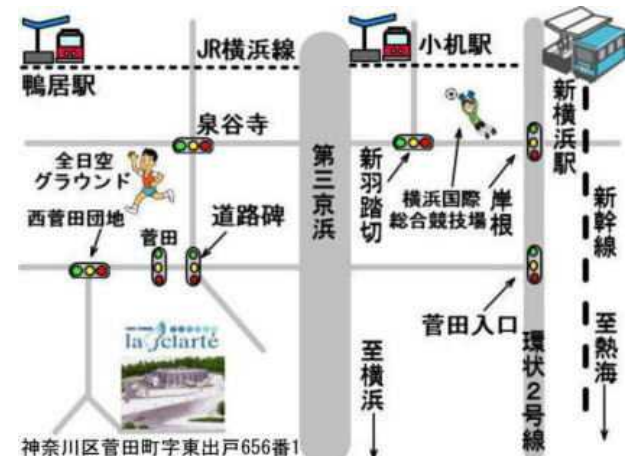 JR横浜線
小机駅
鴨居駅
新横浜駅
泉谷寺
第三京浜
全日空
グラウンド
新羽踏切
横浜国際
総合競技場
岸根
新幹線
西菅田団地
菅田
道路碑
菅田入口
la clarté
至横浜
環状2号線
至熱海
神奈川区菅田町字東出戸656番1